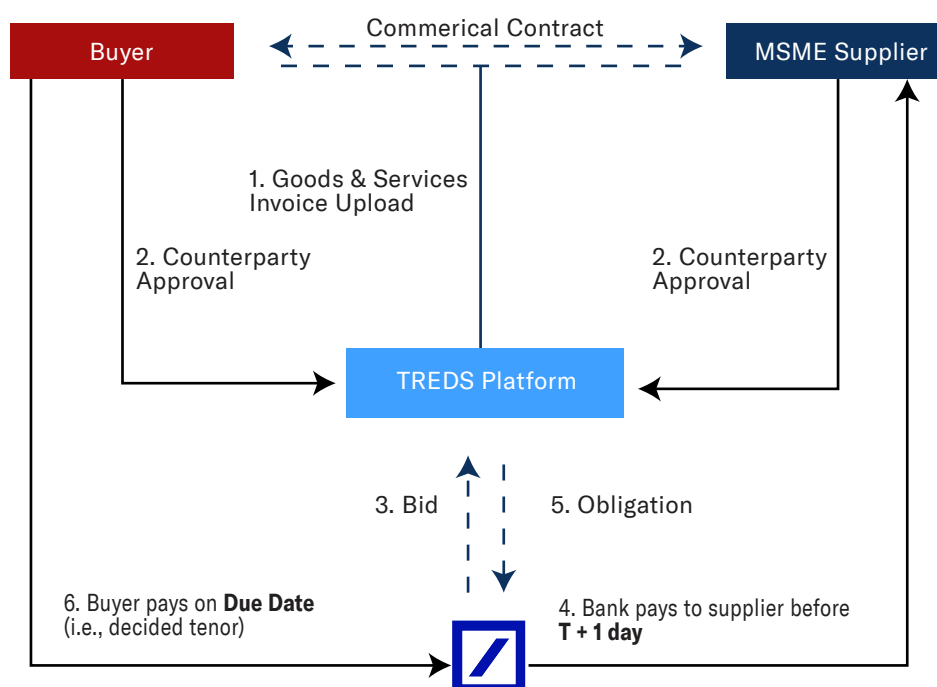 Commerical Contract
Buyer
MSME Supplier
1. Goods & Services
Invoice Upload
2. Counterparty
Approval
2. Counterparty
Approval
TREDS Platform
3. Bid
5. Obligation
6. Buyer pays on Due Date
(i.e., decided tenor)
4. Bank pays to supplier before
T + 1 day